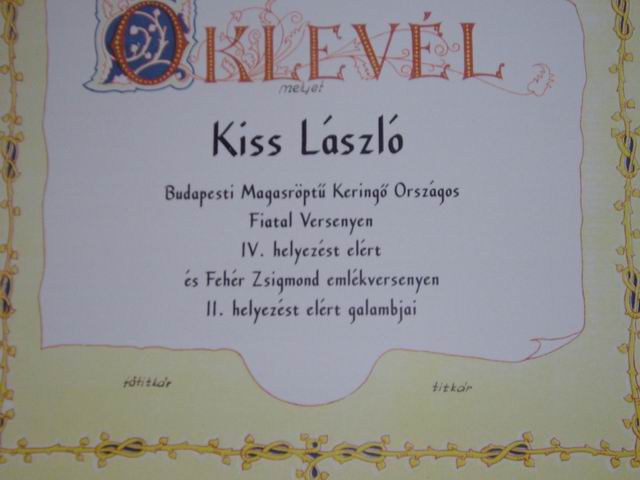 OKLEVÉL
melyet
Kiss László
Budapesti Magasröptű Keringő Országos
Fiatal Versenyen
IV. helyezést elért
és Fehér Zsigmond emlékversenyen
II. helyezést elért galambjai
főtitkár
titkár